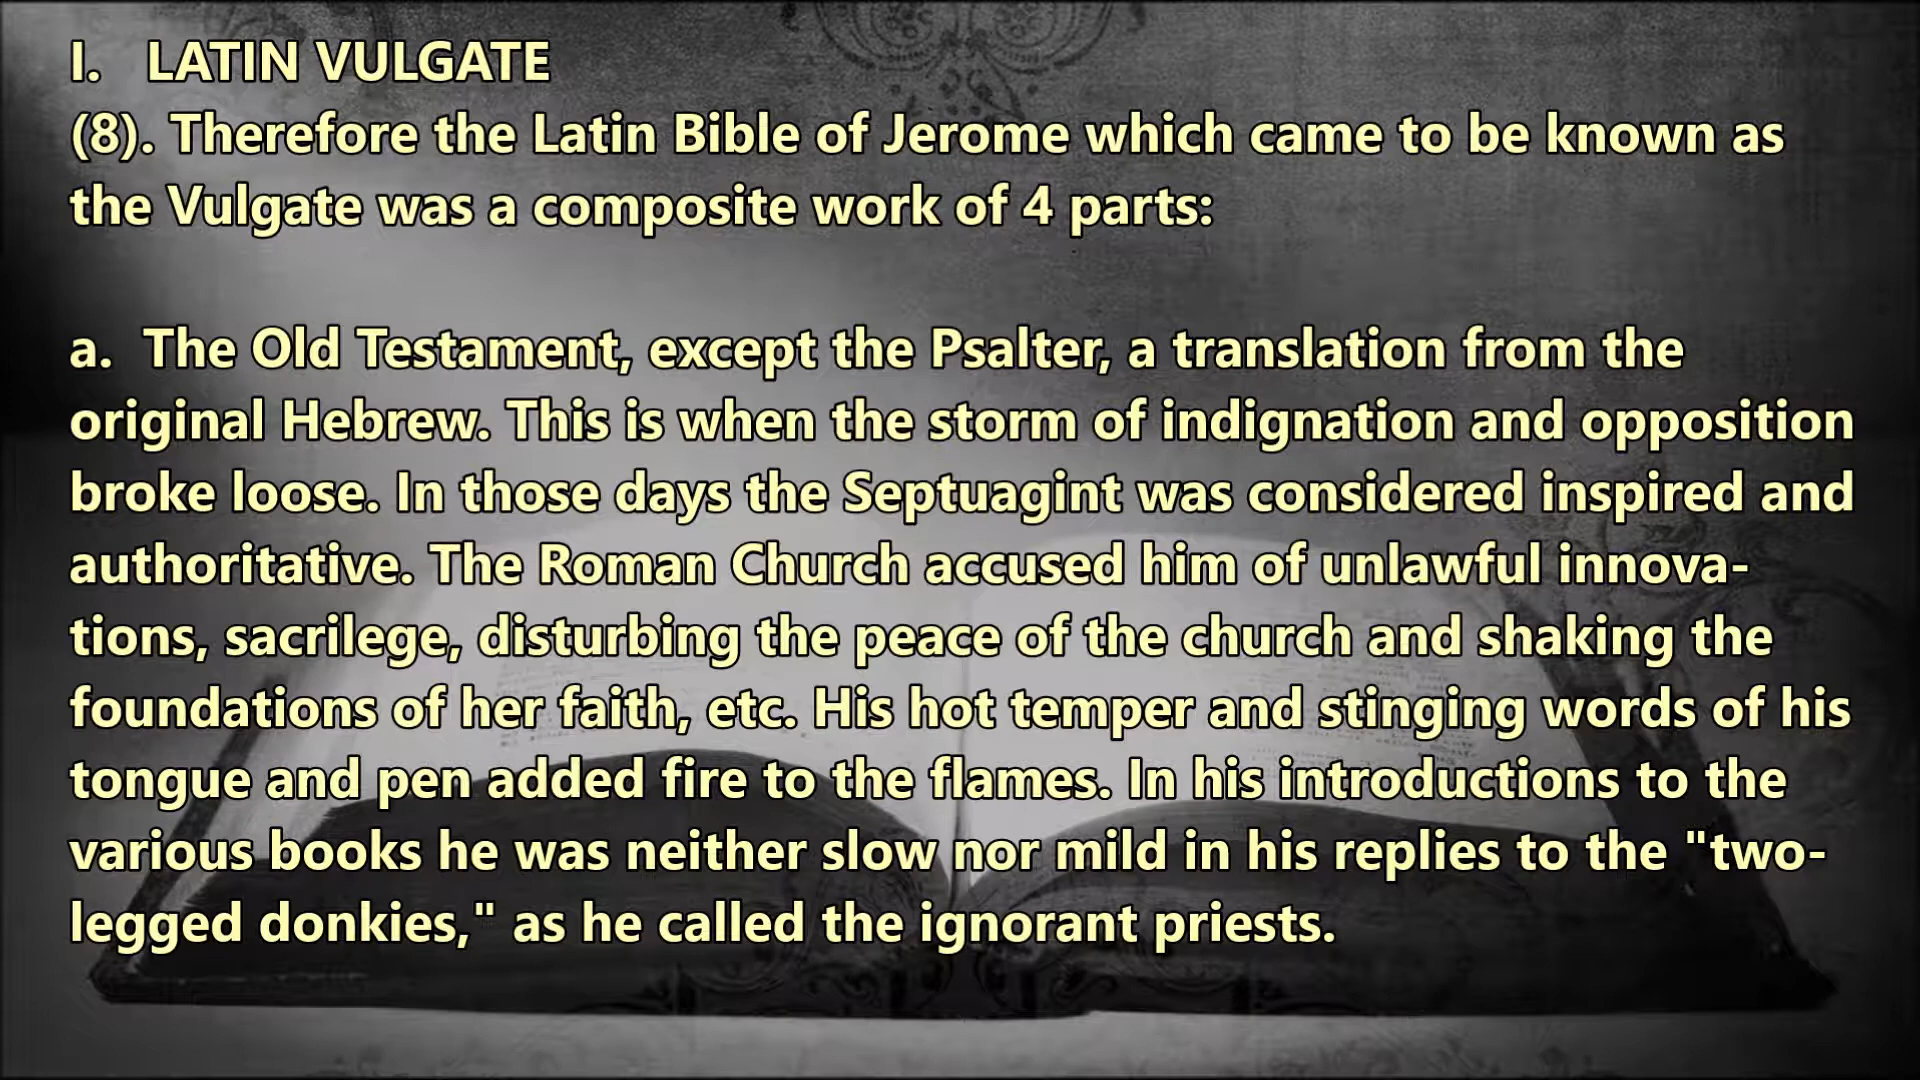 I. LATIN VULGATE
(8). Therefore the Latin Bible of Jerome which came to be known as
the Vulgate was a composite work of 4 parts:
a. The Old Testament, except the Psalter, a translation from the
original Hebrew. This is when the storm of indignation and opposition
broke loose. In those days the Septuagint was considered inspired and
authoritative. The Roman Church accused him of unlawful innova-
tions, sacrilege, disturbing the peace of the church and shaking the
foundations of her faith, etc. His hot temper and stinging words of his
tongue and pen added fire to the flames. In his introductions to the
various books he was neither slow nor mild in his replies to the "two-
legged donkies," as he called the ignorant priests.